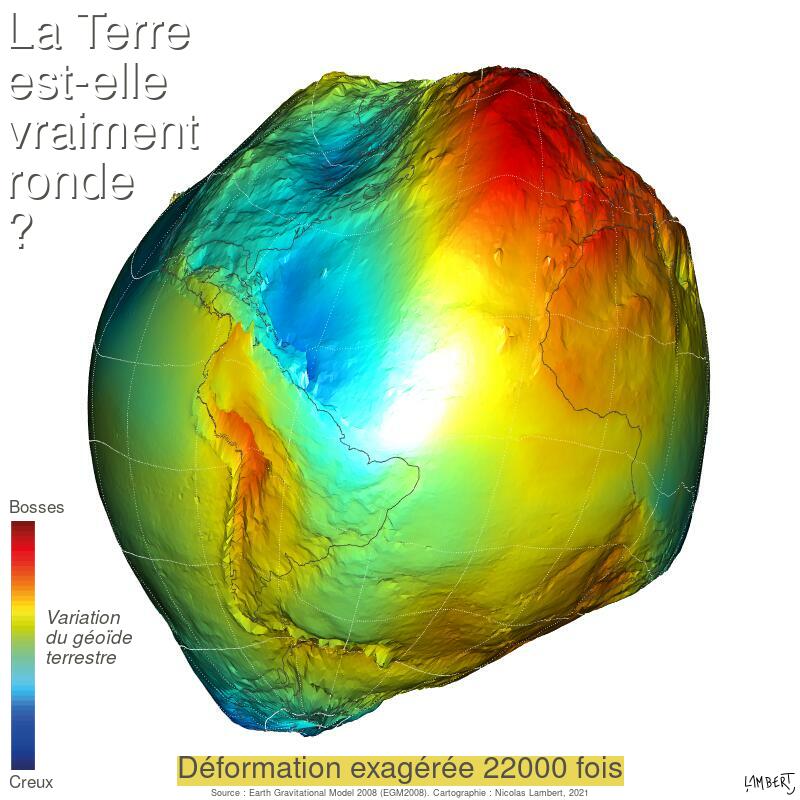 La Terre
est-elle
vraiment
ronde
?
Bosses
Variation
du géoïde
terrestre
Creux
Déformation exagérée 22000 fois
Source : Earth Gravitational Model 2008 (EGM2008). Cartographie : Nicolas Lambert, 2021
LAMBERT